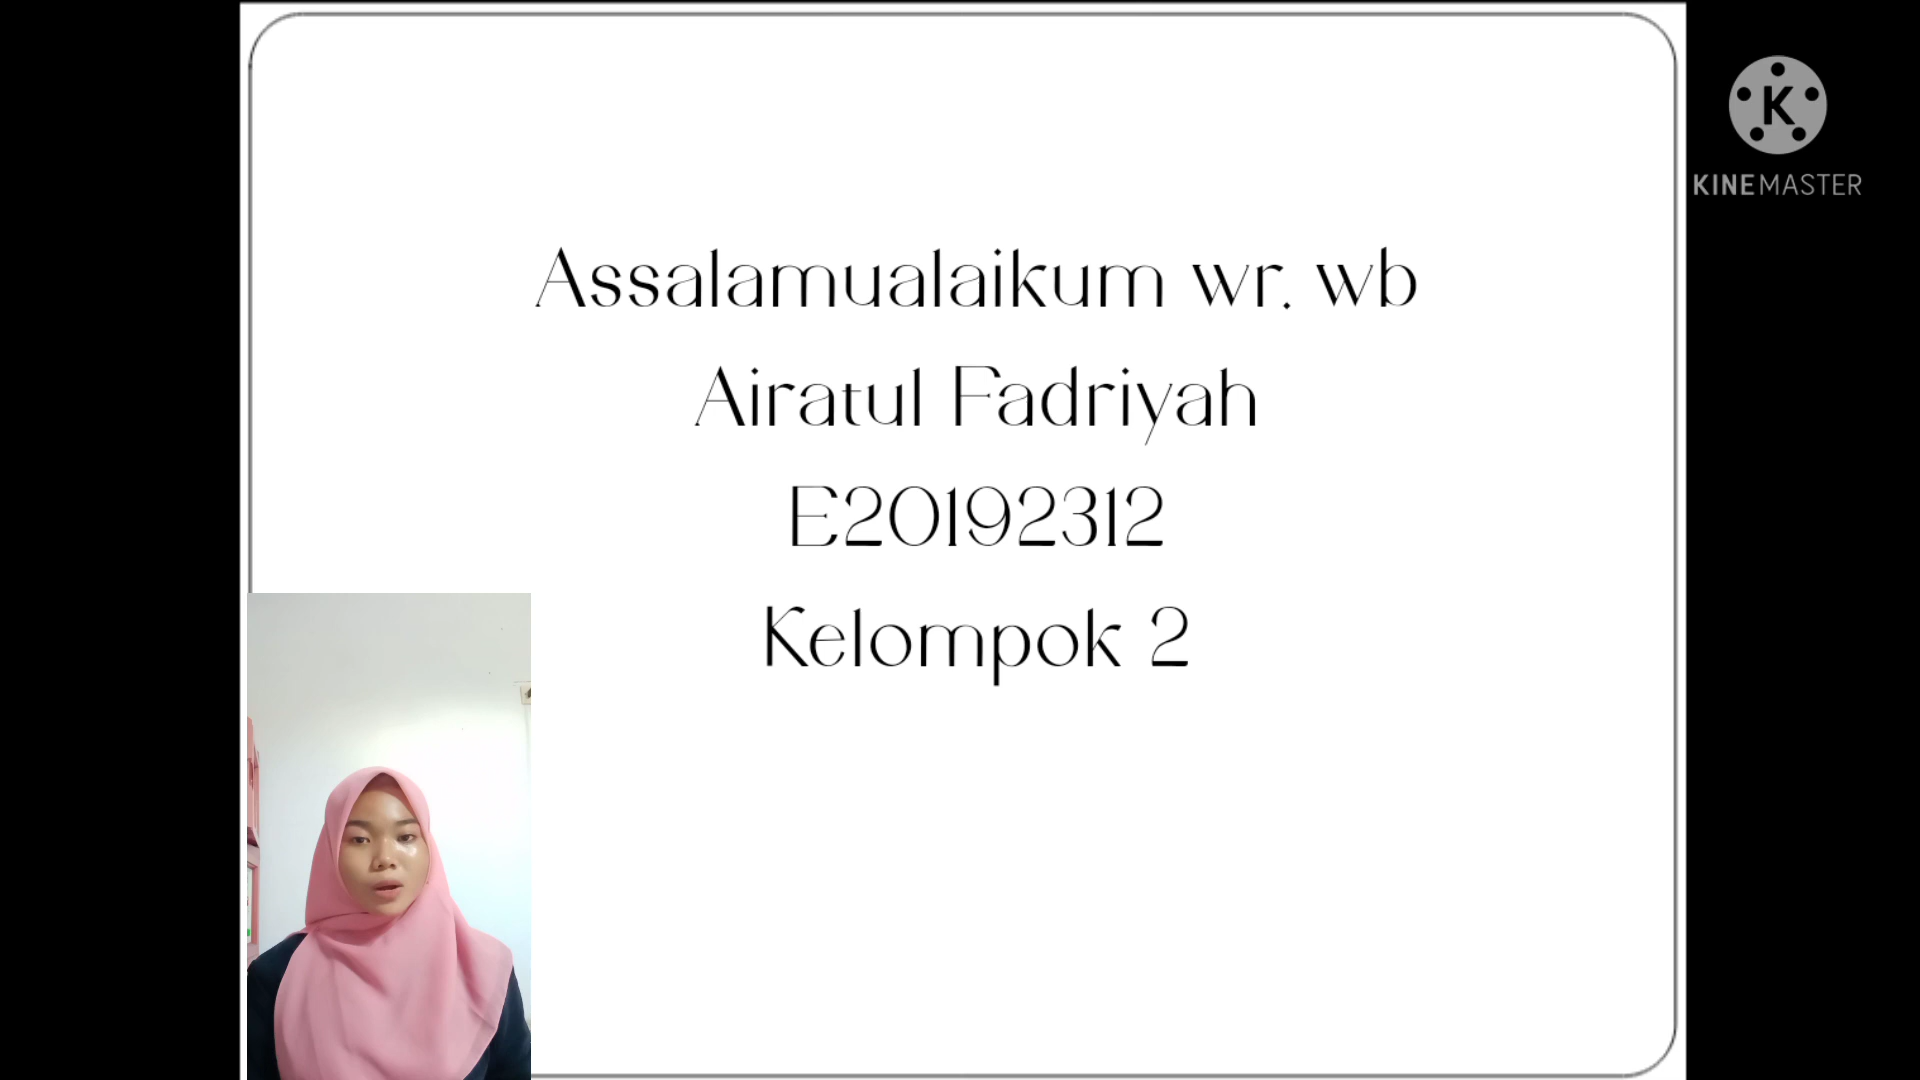 Assalamualaikum wr. wb
Airatul Fadriyah
E20192312
Kelompok 2
K
KINEMASTER